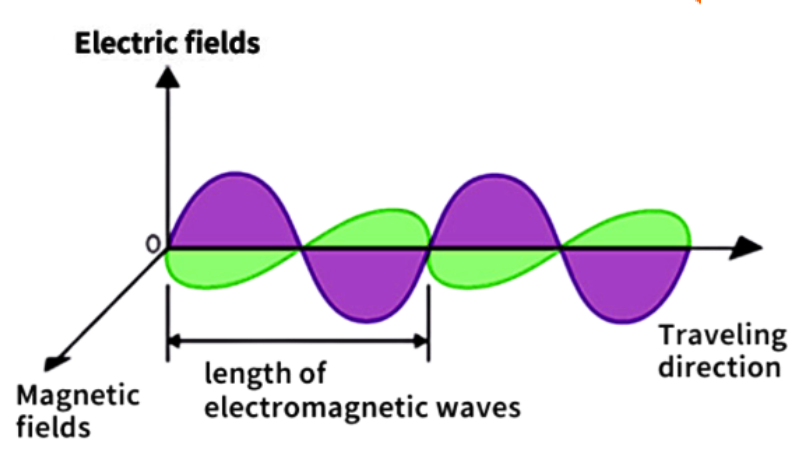 Electric fields
0
Traveling
direction
length of
electromagnetic waves
Magnetic
fields